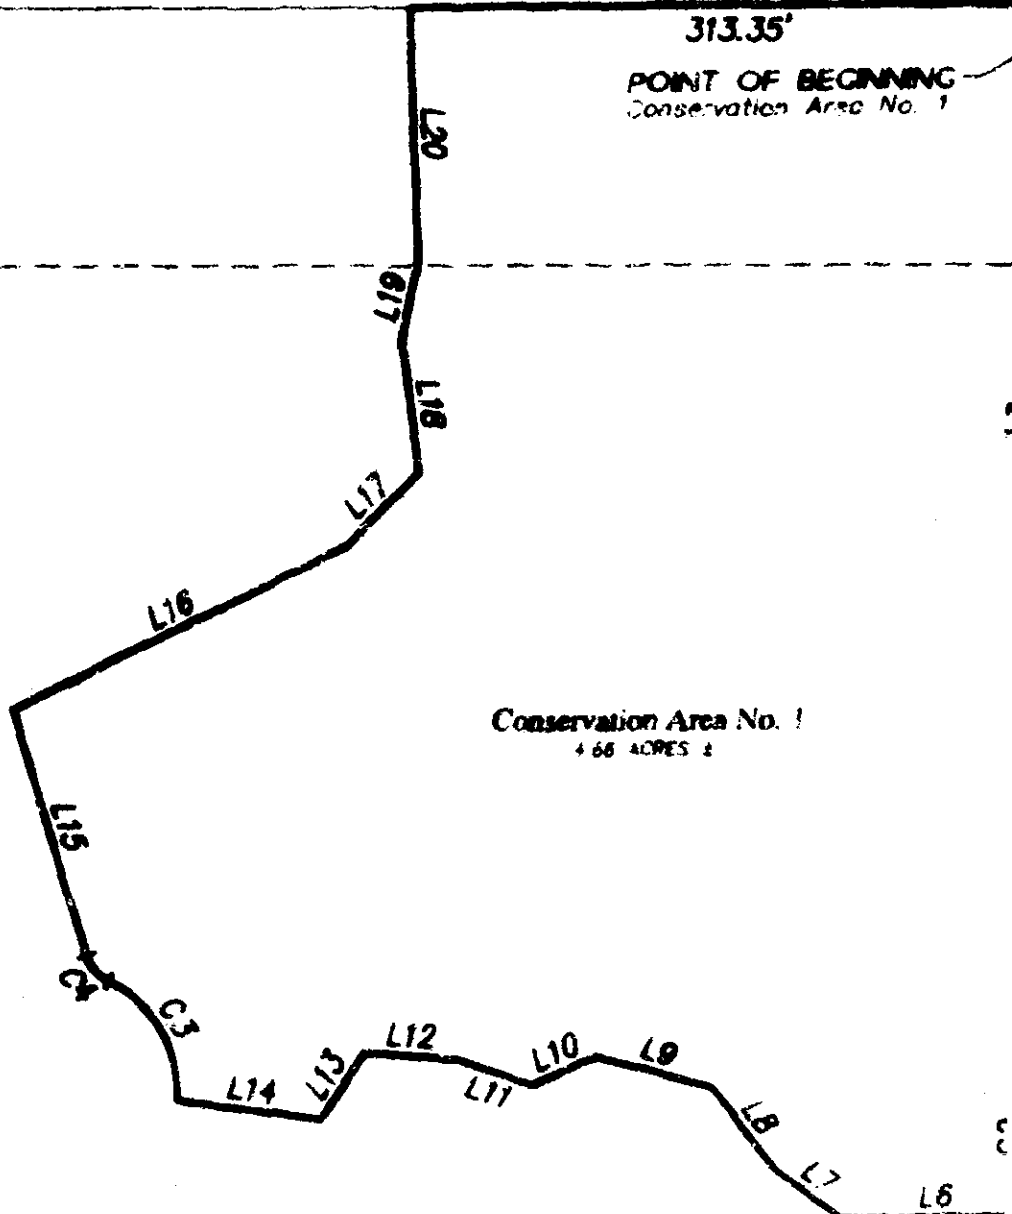 313.35'
POINT OF BEGINNING
Conservation Area No. 1
L20
L19
L18
L17
L16
Conservation Area No. 1
4.66 ACRES ±
L15
C4
C3
L14
L13
L12
L11
L10
L9
L8
L7
L6